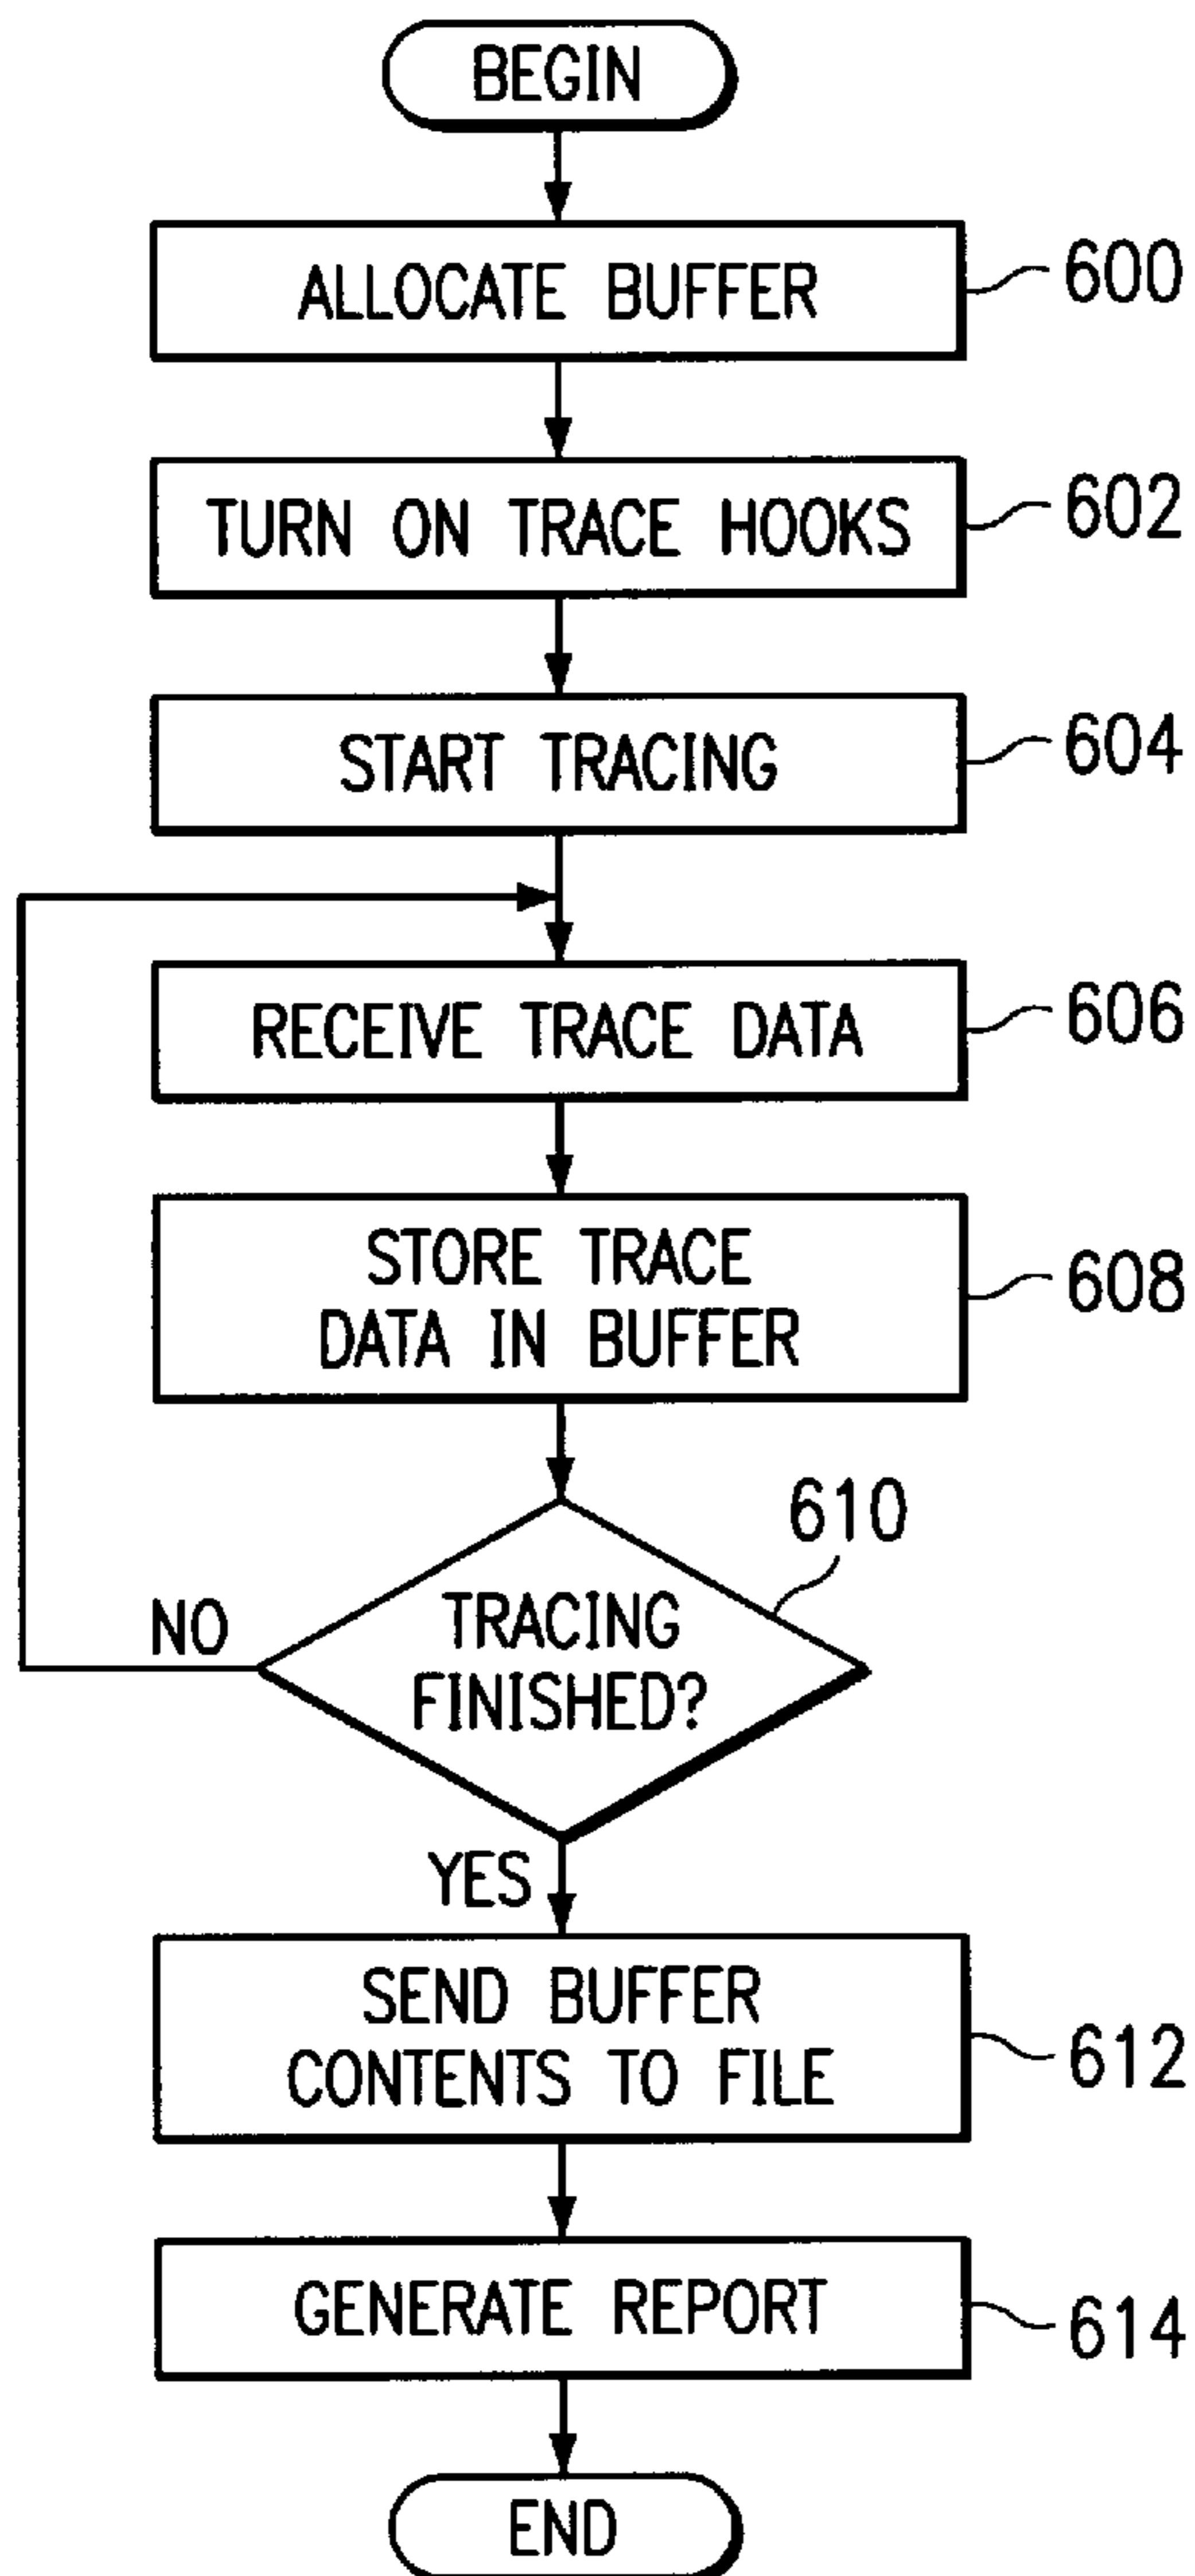 BEGIN
ALLOCATE BUFFER
600
TURN ON TRACE HOOKS
602
START TRACING
604
RECEIVE TRACE DATA
606
STORE TRACE
DATA IN BUFFER
608
610
TRACING
FINISHED?
NO
YES
SEND BUFFER
CONTENTS TO FILE
612
GENERATE REPORT
614
END